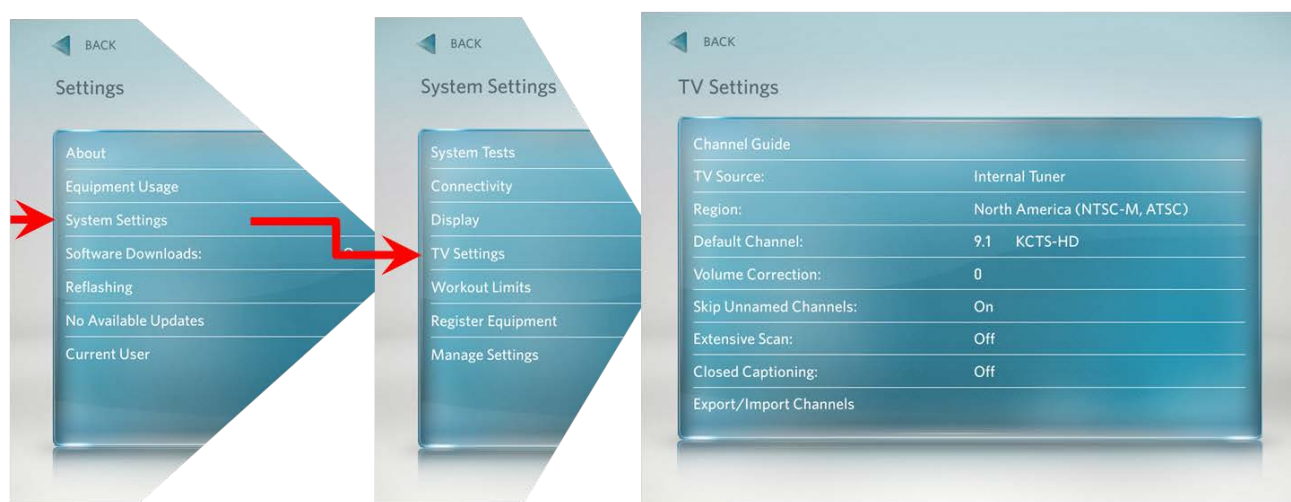 BACK
Settings
About
Equipment Usage
System Settings
Software Downloads:
Reflashing
No Available Updates
Current User
BACK
System Settings
System Tests
Connectivity
Display
TV Settings
Workout Limits
Register Equipment
Manage Settings
BACK
TV Settings
Channel Guide
TV Source: Internal Tuner
Region: North America (NTSC-M, ATSC)
Default Channel: 9.1 KCTS-HD
Volume Correction: 0
Skip Unnamed Channels: On
Extensive Scan: Off
Closed Captioning: Off
Export/Import Channels